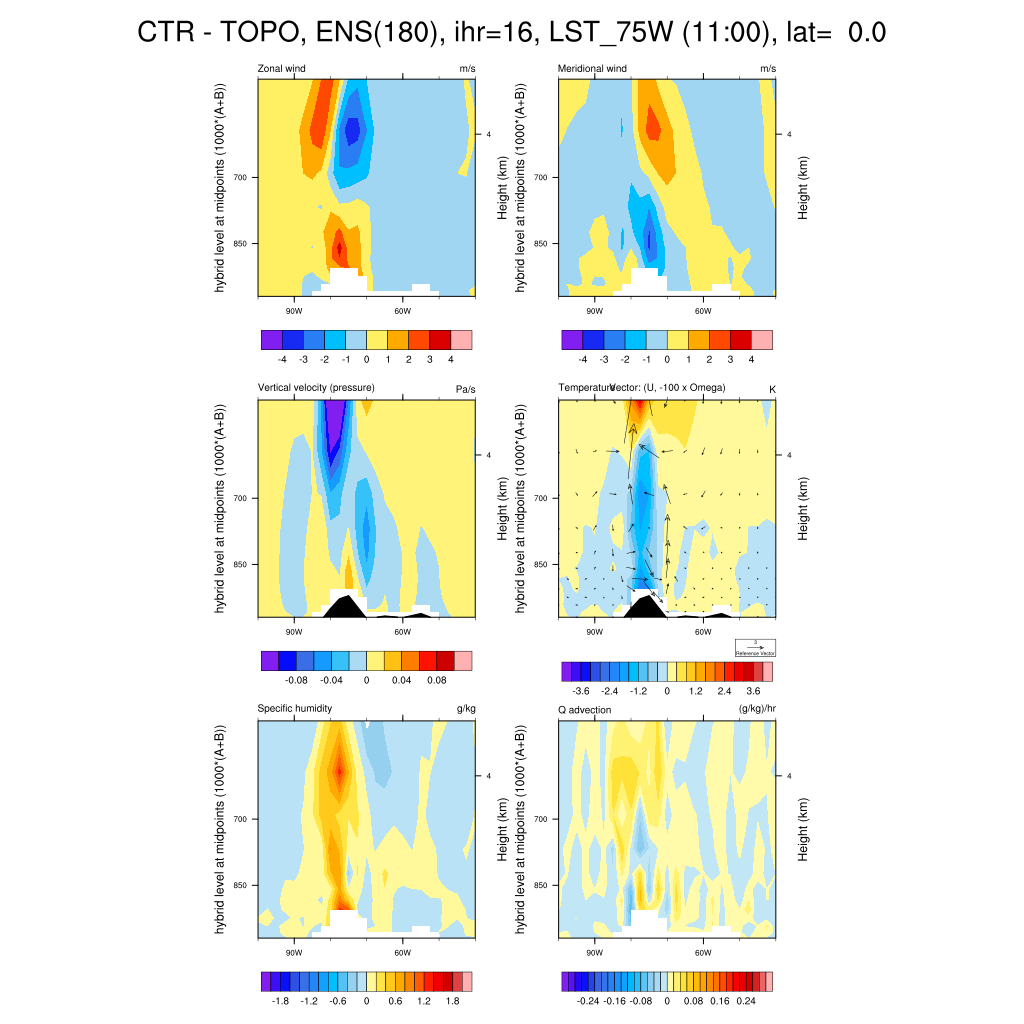 CTR - TOPO, ENS(180), ihr=16, LST_75W (11:00), lat= 0.0
Zonal wind m/s
hybrid level at midpoints (1000*(A+B))
700
850
4
Height (km)
90W 60W
-4 -3 -2 -1 0 1 2 3 4
Meridional wind m/s
hybrid level at midpoints (1000*(A+B))
700
850
4
Height (km)
90W 60W
-4 -3 -2 -1 0 1 2 3 4
Vertical velocity (pressure) Pa/s
hybrid level at midpoints (1000*(A+B))
700
850
4
Height (km)
90W 60W
-0.08 -0.04 0 0.04 0.08
Temperature Vector: (U, -100 x Omega) K
hybrid level at midpoints (1000*(A+B))
700
850
4
Height (km)
90W 60W
3
Reference Vector
-3.6 -2.4 -1.2 0 1.2 2.4 3.6
Specific humidity g/kg
hybrid level at midpoints (1000*(A+B))
700
850
4
Height (km)
90W 60W
-1.8 -1.2 -0.6 0 0.6 1.2 1.8
Q advection (g/kg)/hr
hybrid level at midpoints (1000*(A+B))
700
850
4
Height (km)
90W 60W
-0.24 -0.16 -0.08 0 0.08 0.16 0.24